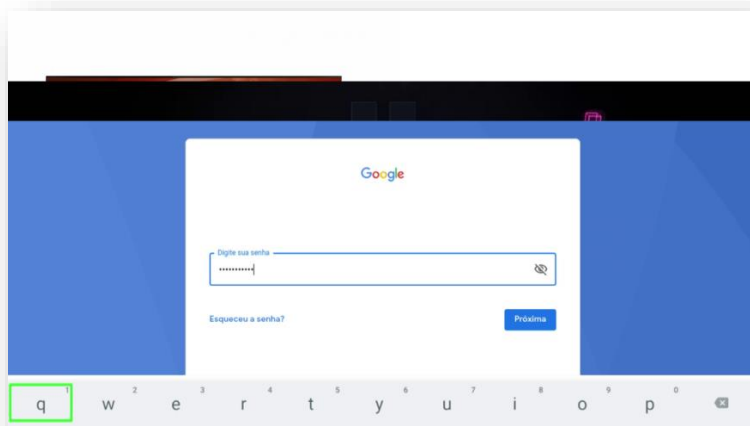 Google
Digite sua senha
•••••••••••
Esqueceu a senha?
Próxima
1 2 3 4 5 6 7 8 9 0
q w e r t y u i o p